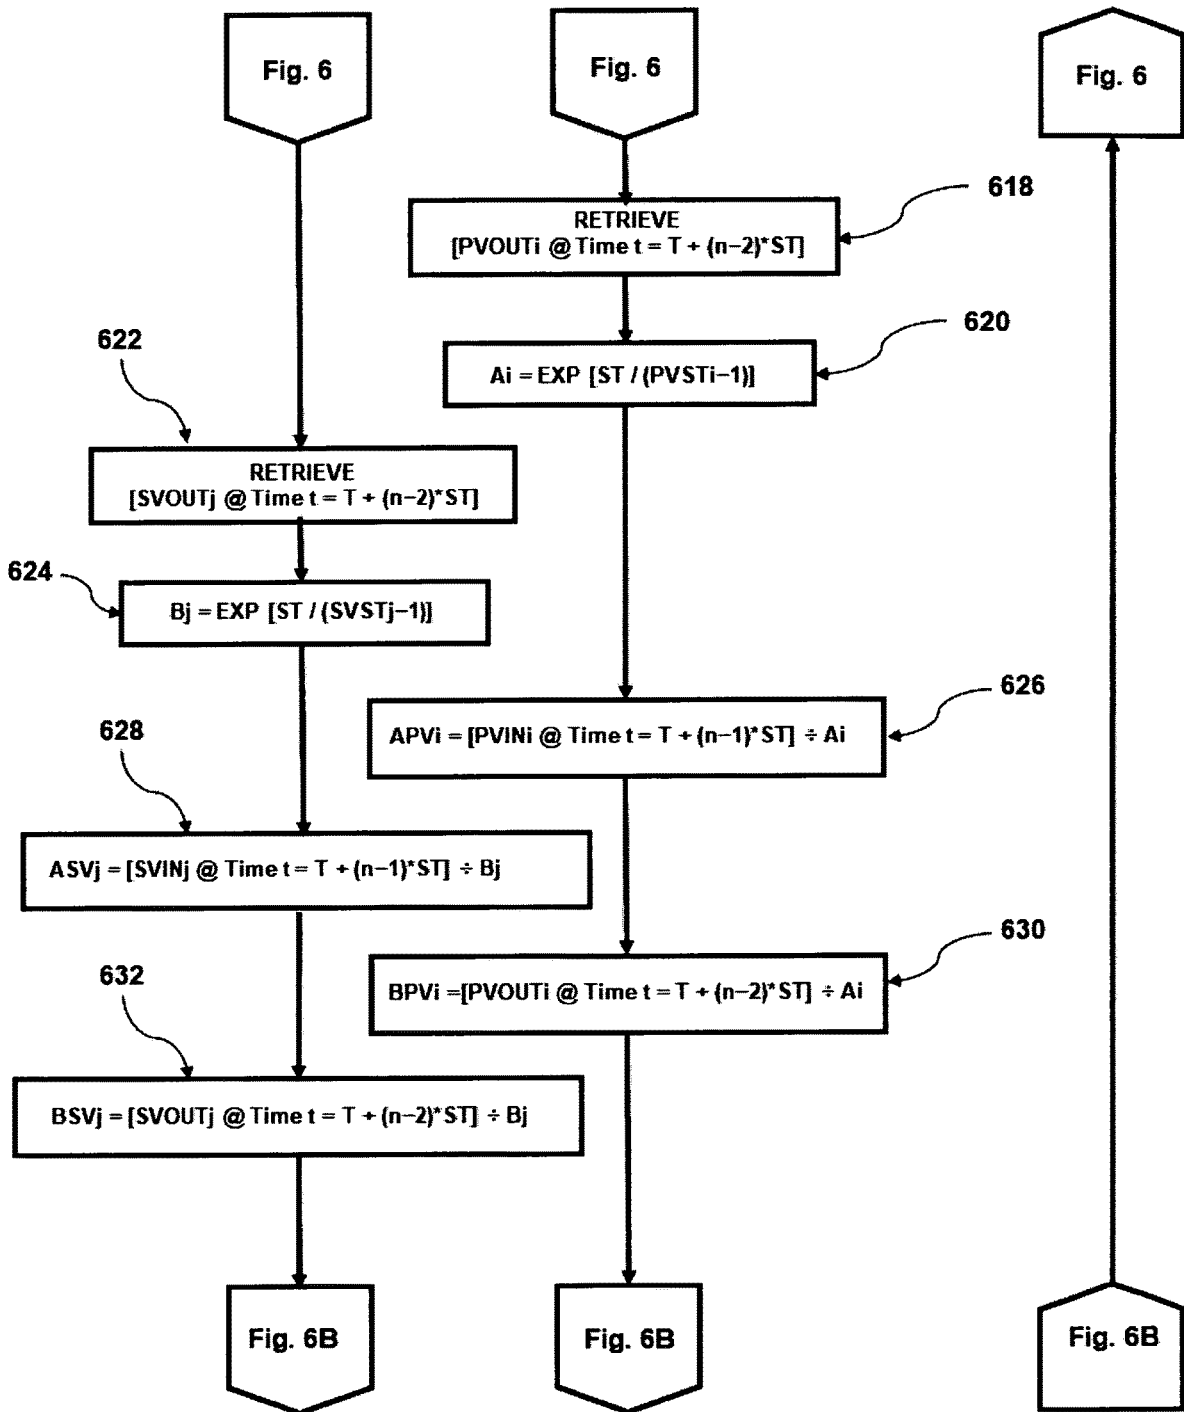 Fig. 6
Fig. 6
Fig. 6
618
RETRIEVE
[PVOUTi @ Time t = T + (n−2)*ST]
620
Ai = EXP [ST / (PVSTi−1)]
622
RETRIEVE
[SVOUTj @ Time t = T + (n−2)*ST]
624
Bj = EXP [ST / (SVSTj−1)]
626
APVi = [PVINi @ Time t = T + (n−1)*ST] ÷ Ai
628
ASVj = [SVINj @ Time t = T + (n−1)*ST] ÷ Bj
630
BPVi =[PVOUTi @ Time t = T + (n−2)*ST] ÷ Ai
632
BSVj = [SVOUTj @ Time t = T + (n−2)*ST] ÷ Bj
Fig. 6B
Fig. 6B
Fig. 6B